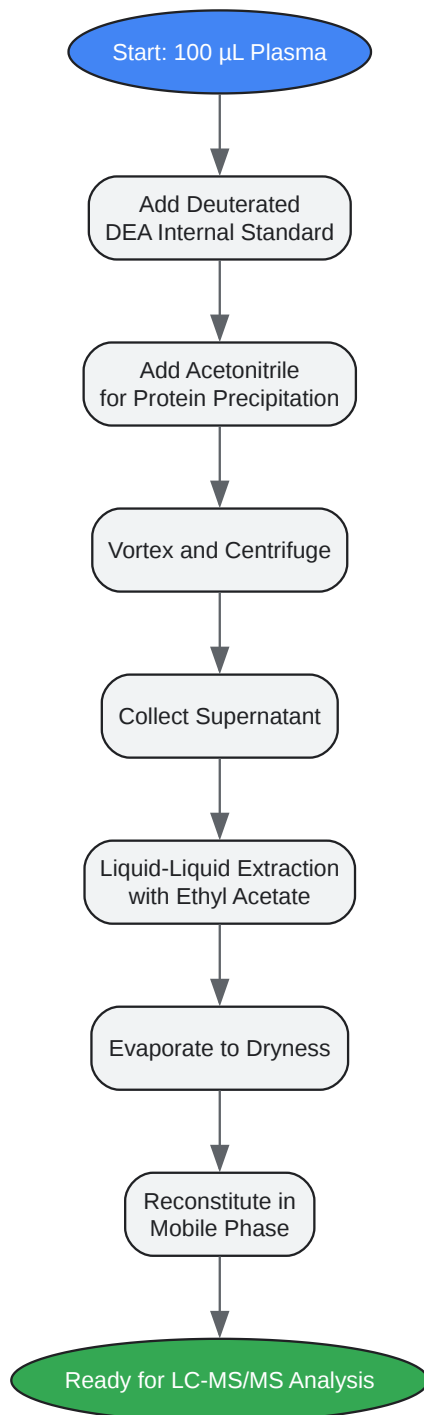 Start: 100 µL Plasma
Add Deuterated
DEA Internal Standard
Add Acetonitrile
for Protein Precipitation
Vortex and Centrifuge
Collect Supernatant
Liquid-Liquid Extraction
with Ethyl Acetate
Evaporate to Dryness
Reconstitute in
Mobile Phase
Ready for LC-MS/MS Analysis